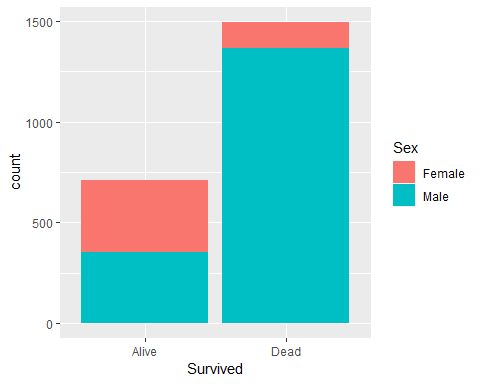 1500
1000
500
0
count
Alive
Dead
Survived
Sex
Female
Male